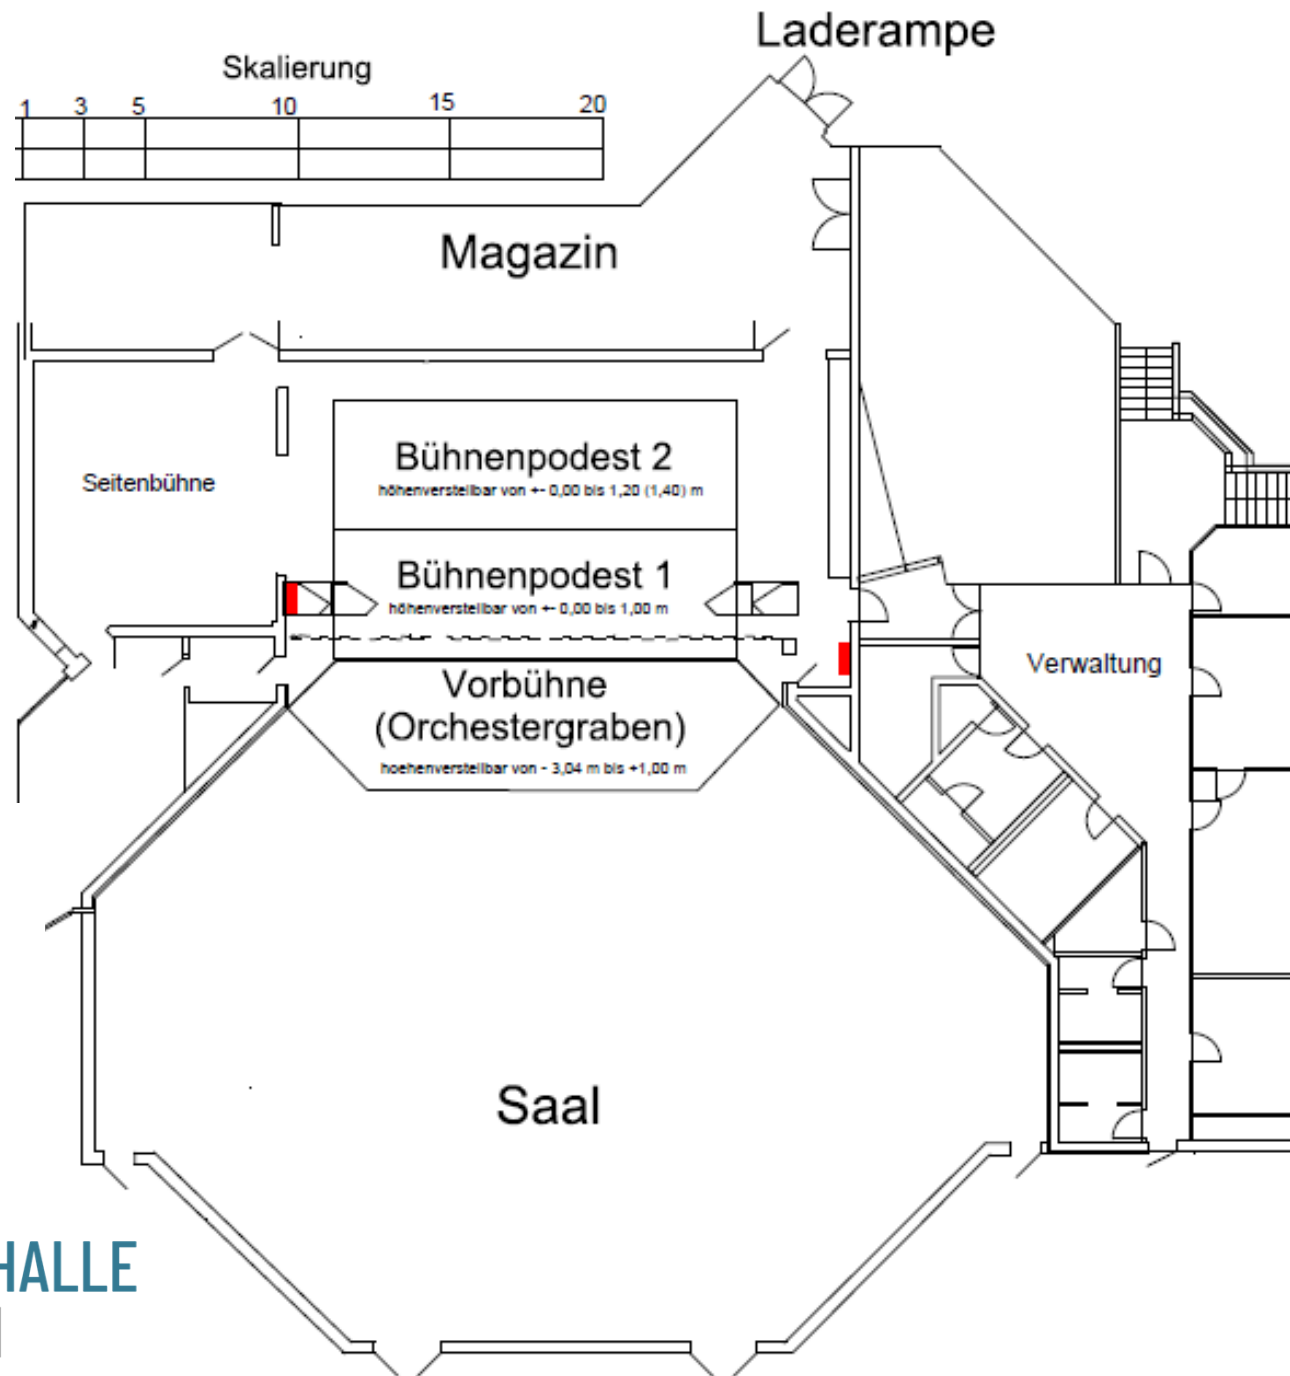 Laderampe
Skalierung
1 3 5 10 15 20
Magazin
Bühnenpodest 2
höhenverstellbar von +- 0,00 bis 1,20 (1,40) m
Seitenbühne
Bühnenpodest 1
höhenverstellbar von +- 0,00 bis 1,00 m
Verwaltung
Vorbühne
(Orchestergraben)
hoehenverstellbar von - 3,04 m bis +1,00 m
Saal
HALLE